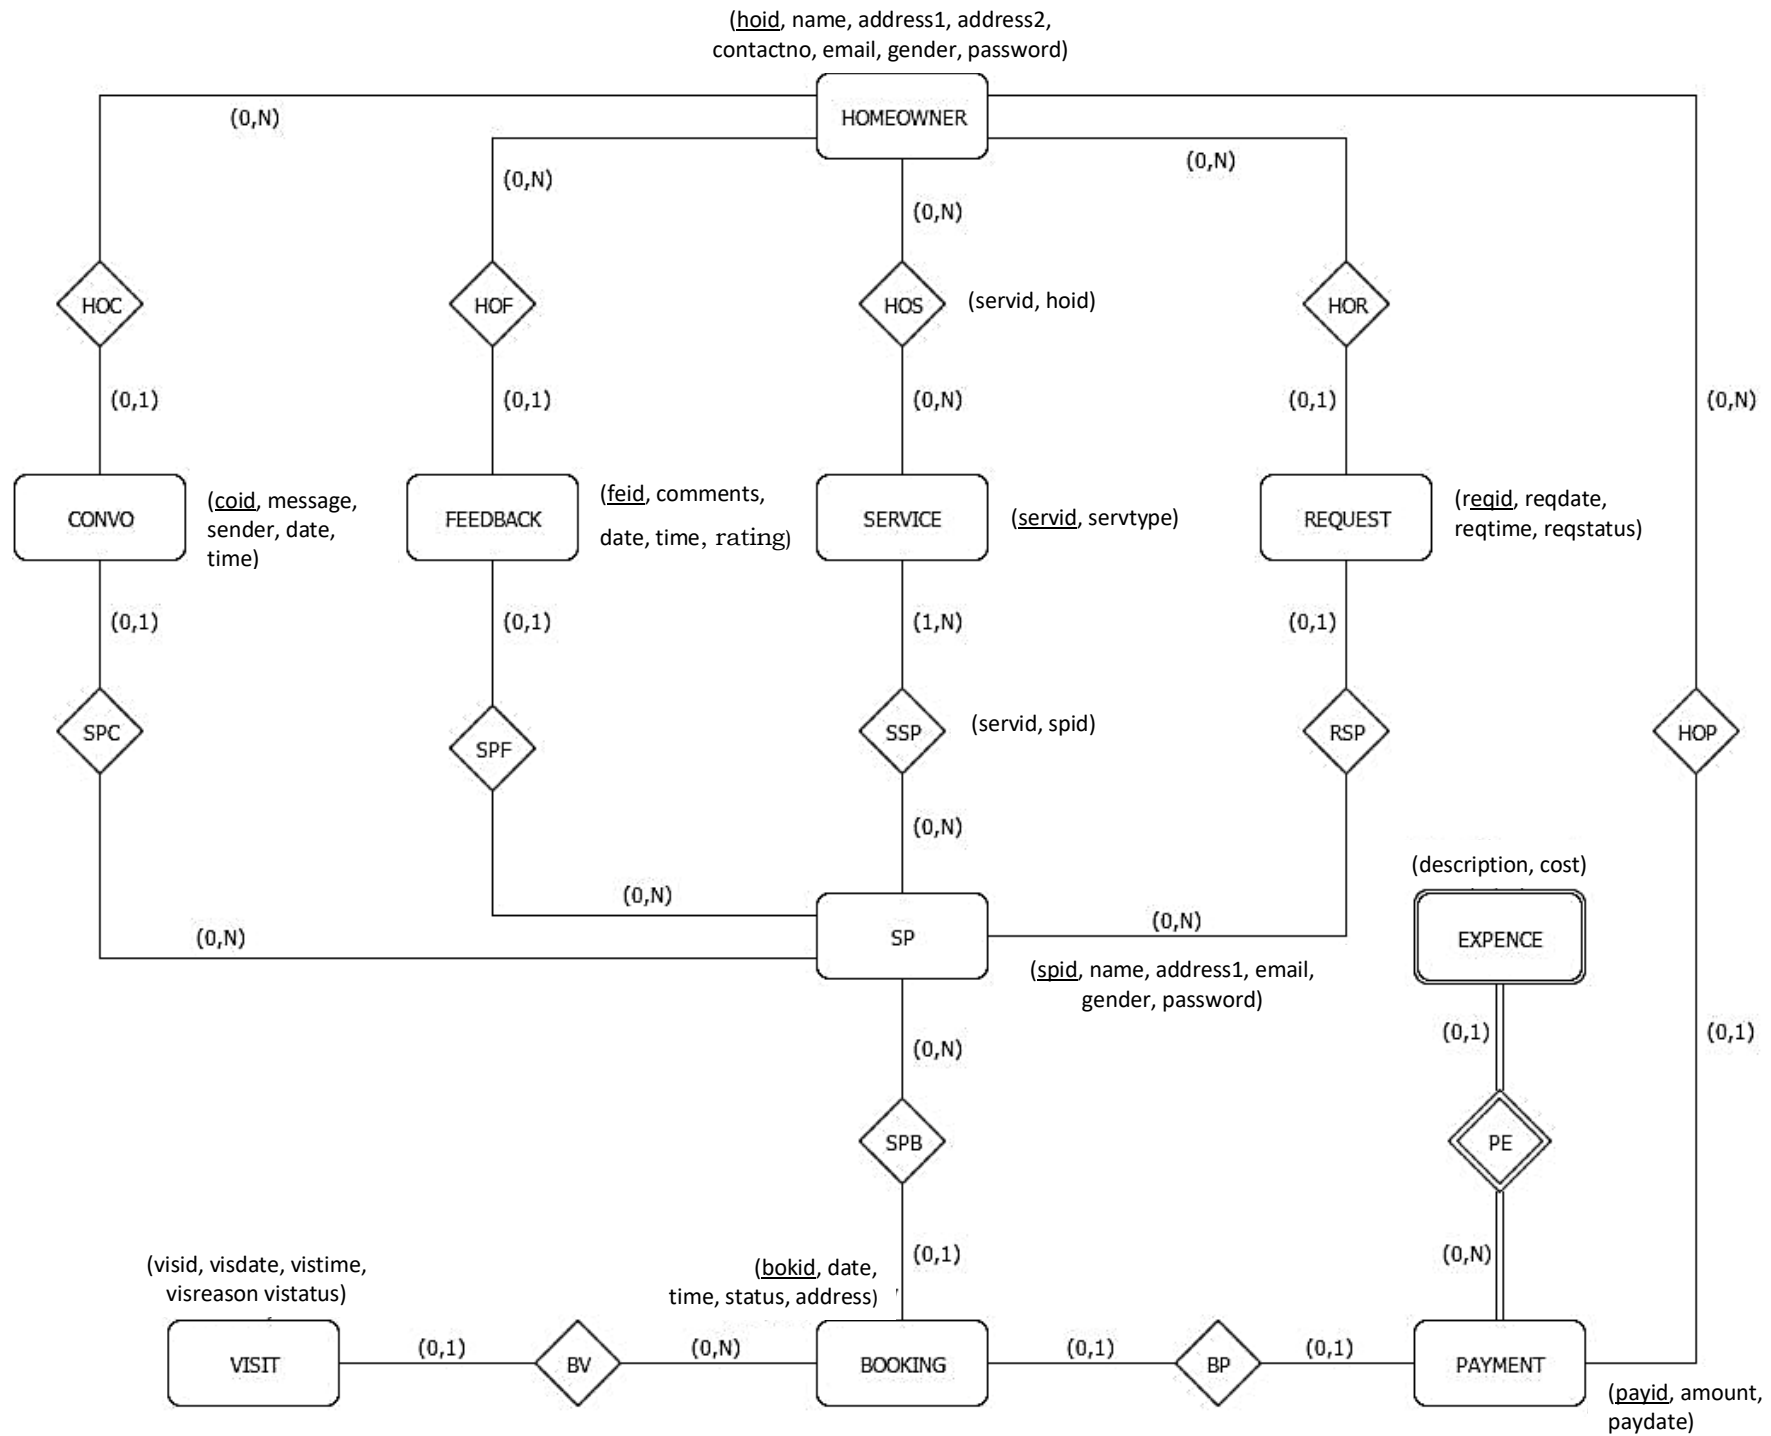 (hoid, name, address1, address2,
contactno, email, gender, password)
HOMEOWNER
(0,N)
(0,N)
(0,N)
(0,N)
HOC
HOF
HOS
(servid, hoid)
HOR
(0,1)
(0,1)
(0,N)
(0,1)
(0,N)
CONVO
(coid, message,
sender, date,
time)
FEEDBACK
(feid, comments,
date, time, rating)
SERVICE
(servid, servtype)
REQUEST
(reqid, reqdate,
reqtime, reqstatus)
(0,1)
(0,1)
(1,N)
(0,1)
SPC
SPF
SSP
(servid, spid)
RSP
HOP
(0,N)
(description, cost)
(0,N)
(0,N)
(0,N)
SP
EXPENCE
(spid, name, address1, email,
gender, password)
(0,N)
(0,1)
(0,1)
SPB
PE
(visid, visdate, vistime,
visreason vistatus)
(bokid, date,
time, status, address)
(0,1)
(0,N)
VISIT
(0,1)
BV
(0,N)
BOOKING
(0,1)
BP
(0,1)
PAYMENT
(payid, amount,
paydate)